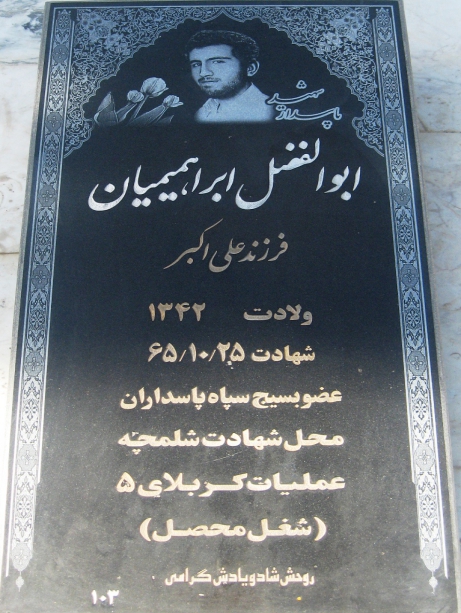 شهید
پاسدار
ابوالفضل ابراهیمیان
فرزند علی اکبر
ولادت ۱۳۴۲
شهادت ۶۵/۱۰/۲۵
عضو بسیج سپاه پاسداران
محل شهادت شلمچه
عملیات کربلای ۵
(شغل محصل)
روحش شاد و یادش گرامی
۱۰۳